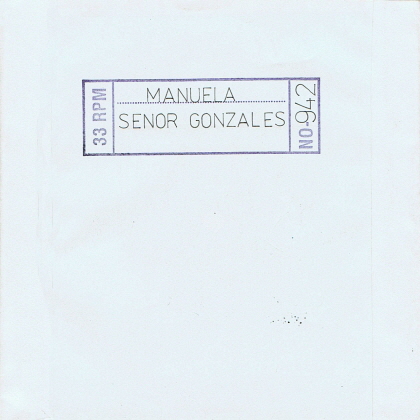 33 RPM
MANUELA
SENOR GONZALES
NO. 942